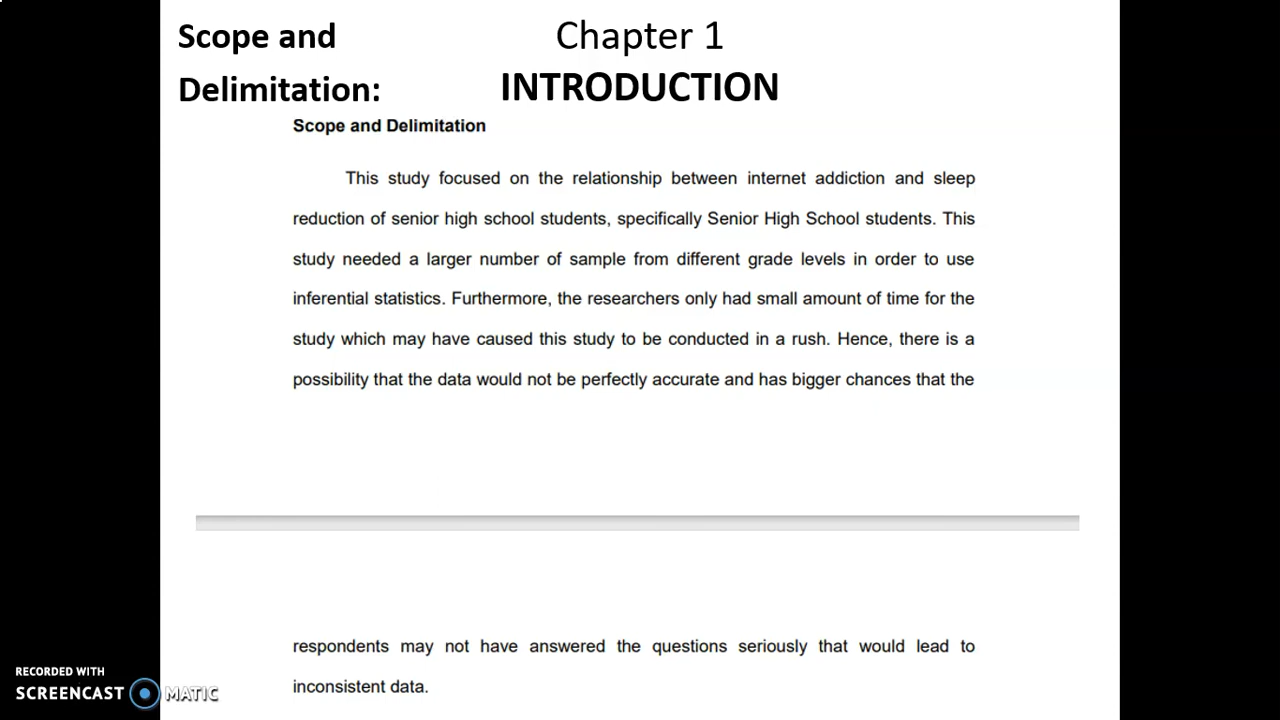 Scope and
Delimitation:
Chapter 1
INTRODUCTION
Scope and Delimitation
This study focused on the relationship between internet addiction and sleep
reduction of senior high school students, specifically Senior High School students. This
study needed a larger number of sample from different grade levels in order to use
inferential statistics. Furthermore, the researchers only had small amount of time for the
study which may have caused this study to be conducted in a rush. Hence, there is a
possibility that the data would not be perfectly accurate and has bigger chances that the
respondents may not have answered the questions seriously that would lead to
inconsistent data.
RECORDED WITH
SCREENCAST MATIC